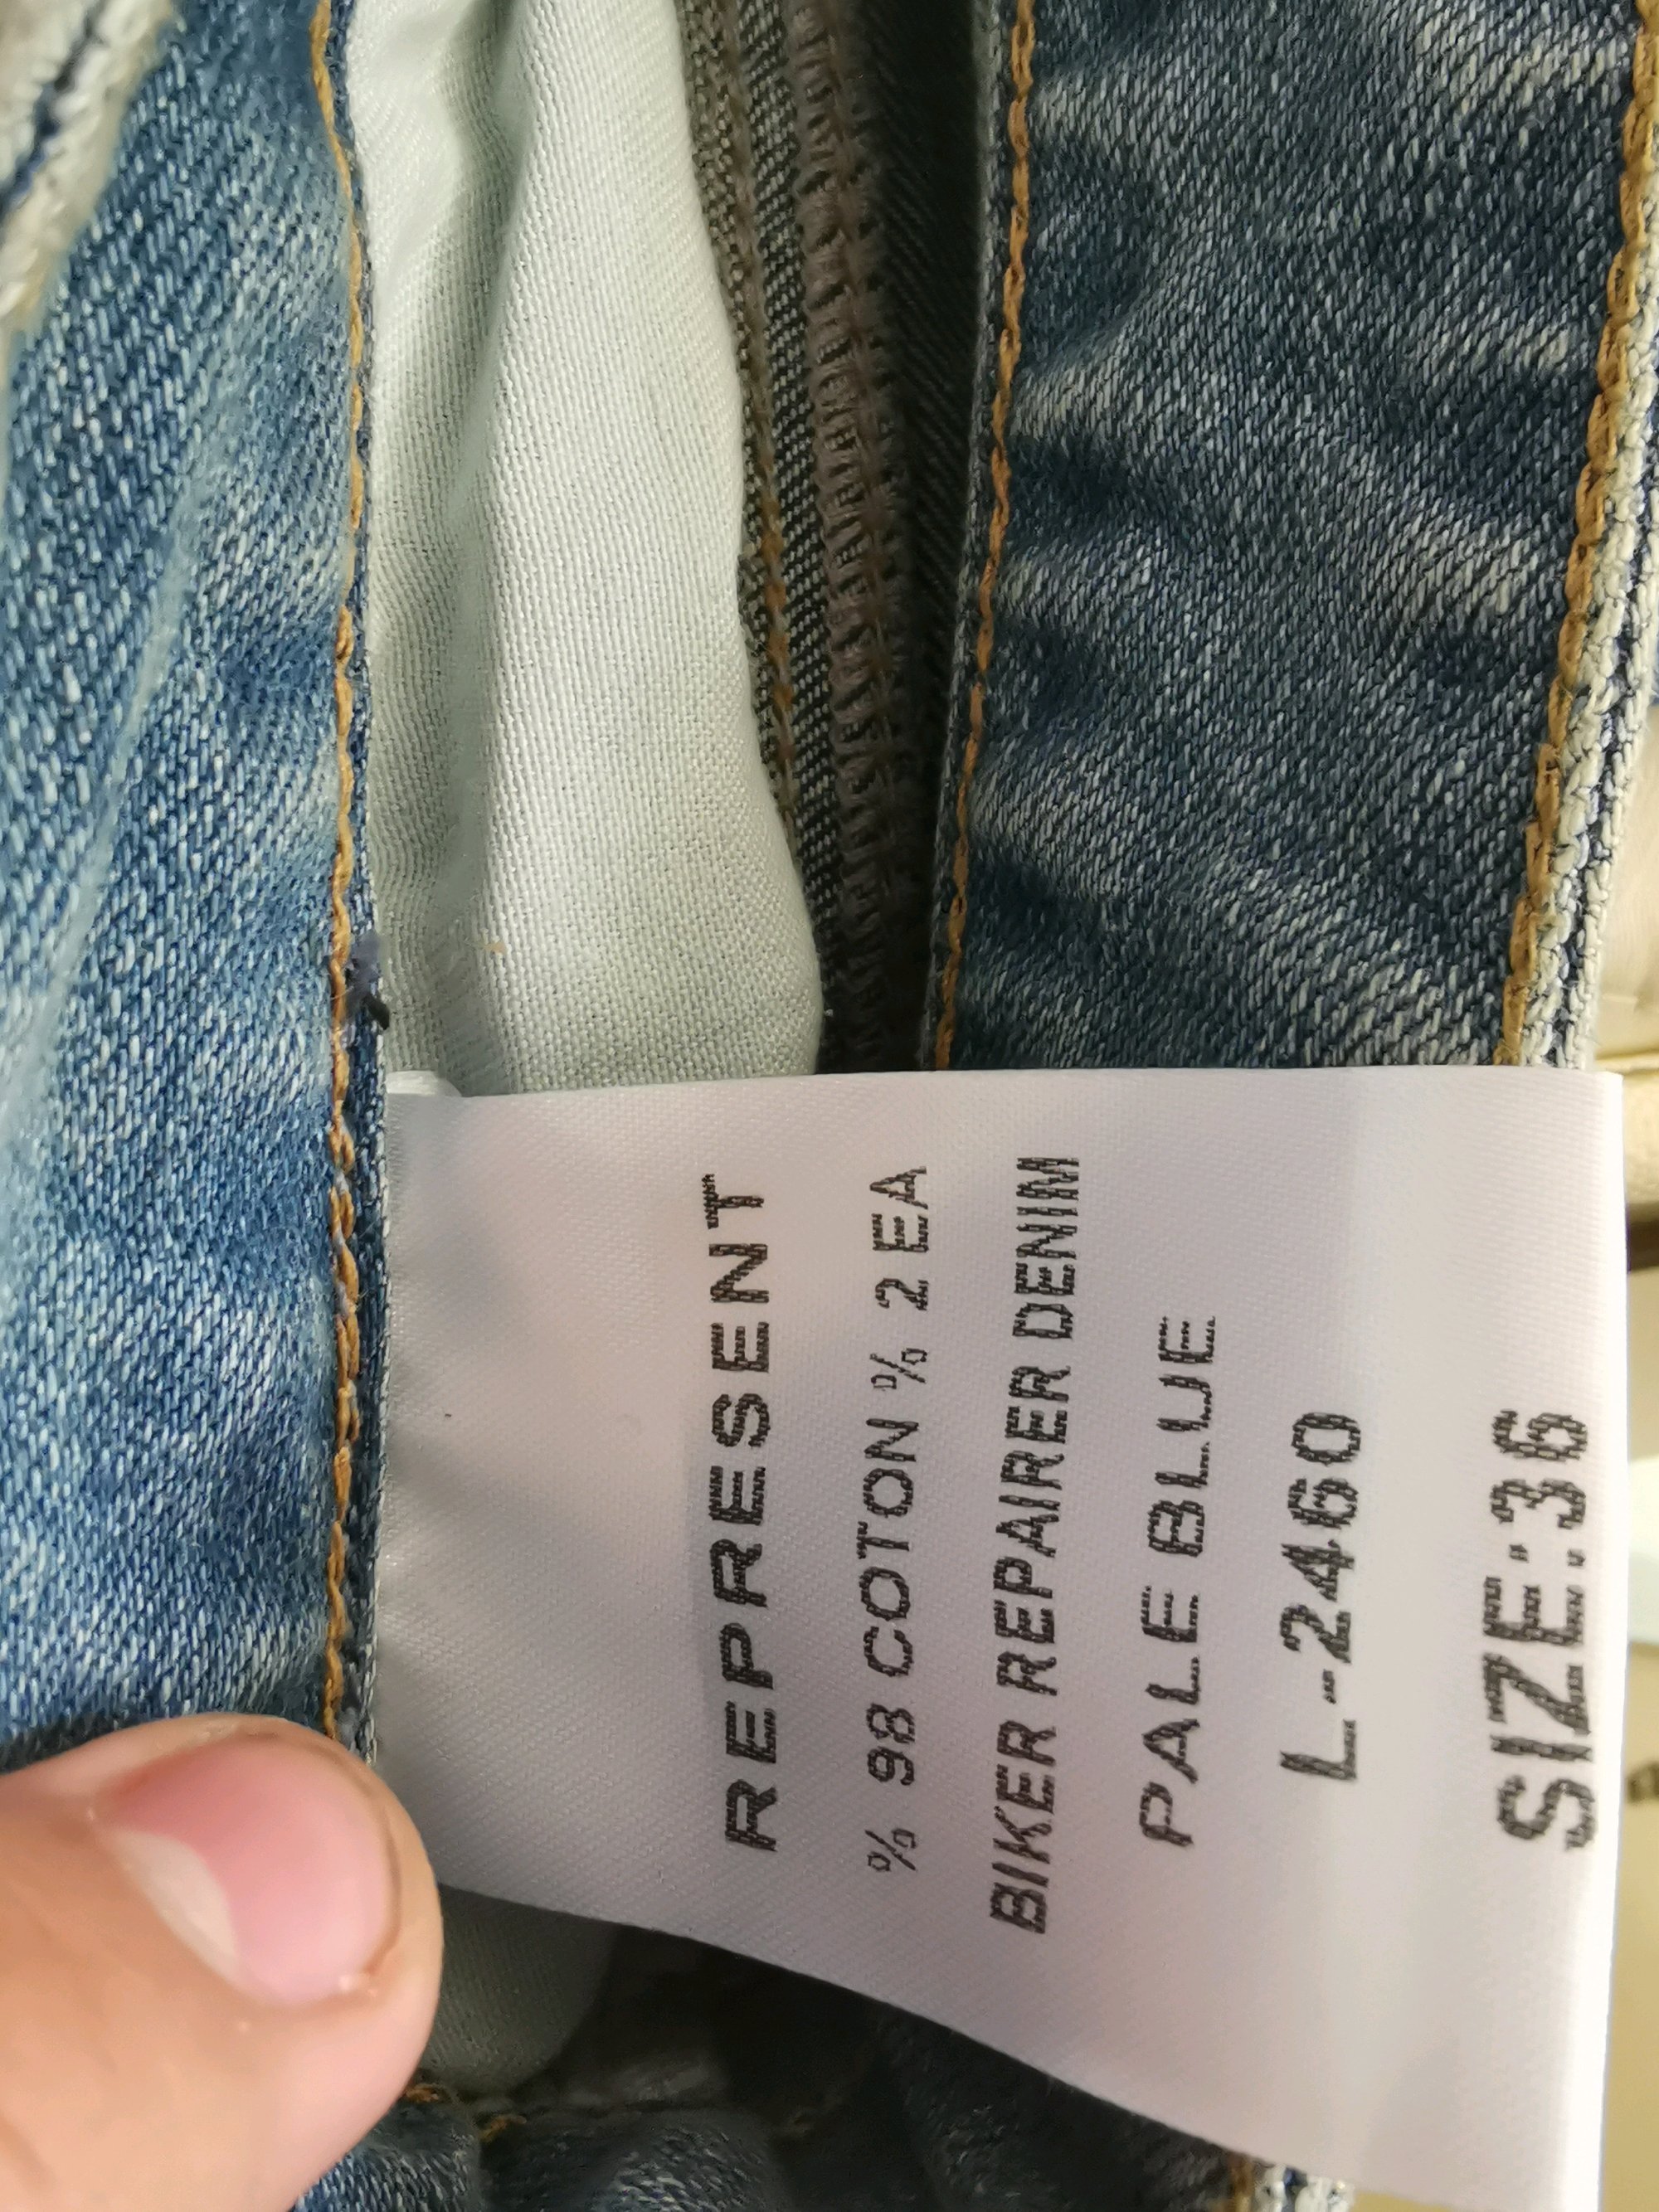 REPRESENT
% 98 COTON % 2 EA
BIKER REPAIRER DENIM
PALE BLUE
L-2460
SIZE:36